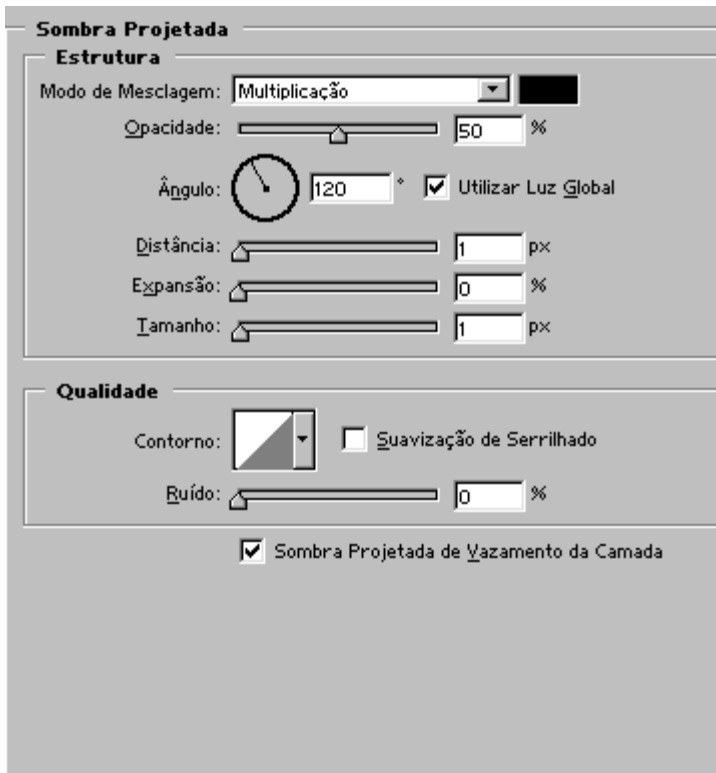 Sombra Projetada
Estrutura
Modo de Mesclagem: Multiplicação
Opacidade: 50 %
Ângulo: 120 ° Utilizar Luz Global
Distância: 1 px
Expansão: 0 %
Tamanho: 1 px
Qualidade
Contorno: Suavização de Serrilhado
Ruído: 0 %
Sombra Projetada de Vazamento da Camada